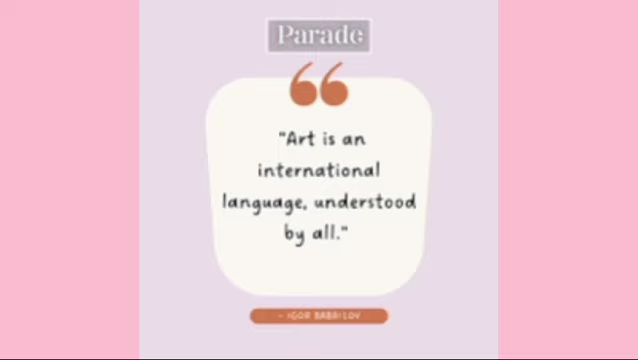 Parade
"Art is an
international
language, understood
by all."
- IGOR BABAILOV